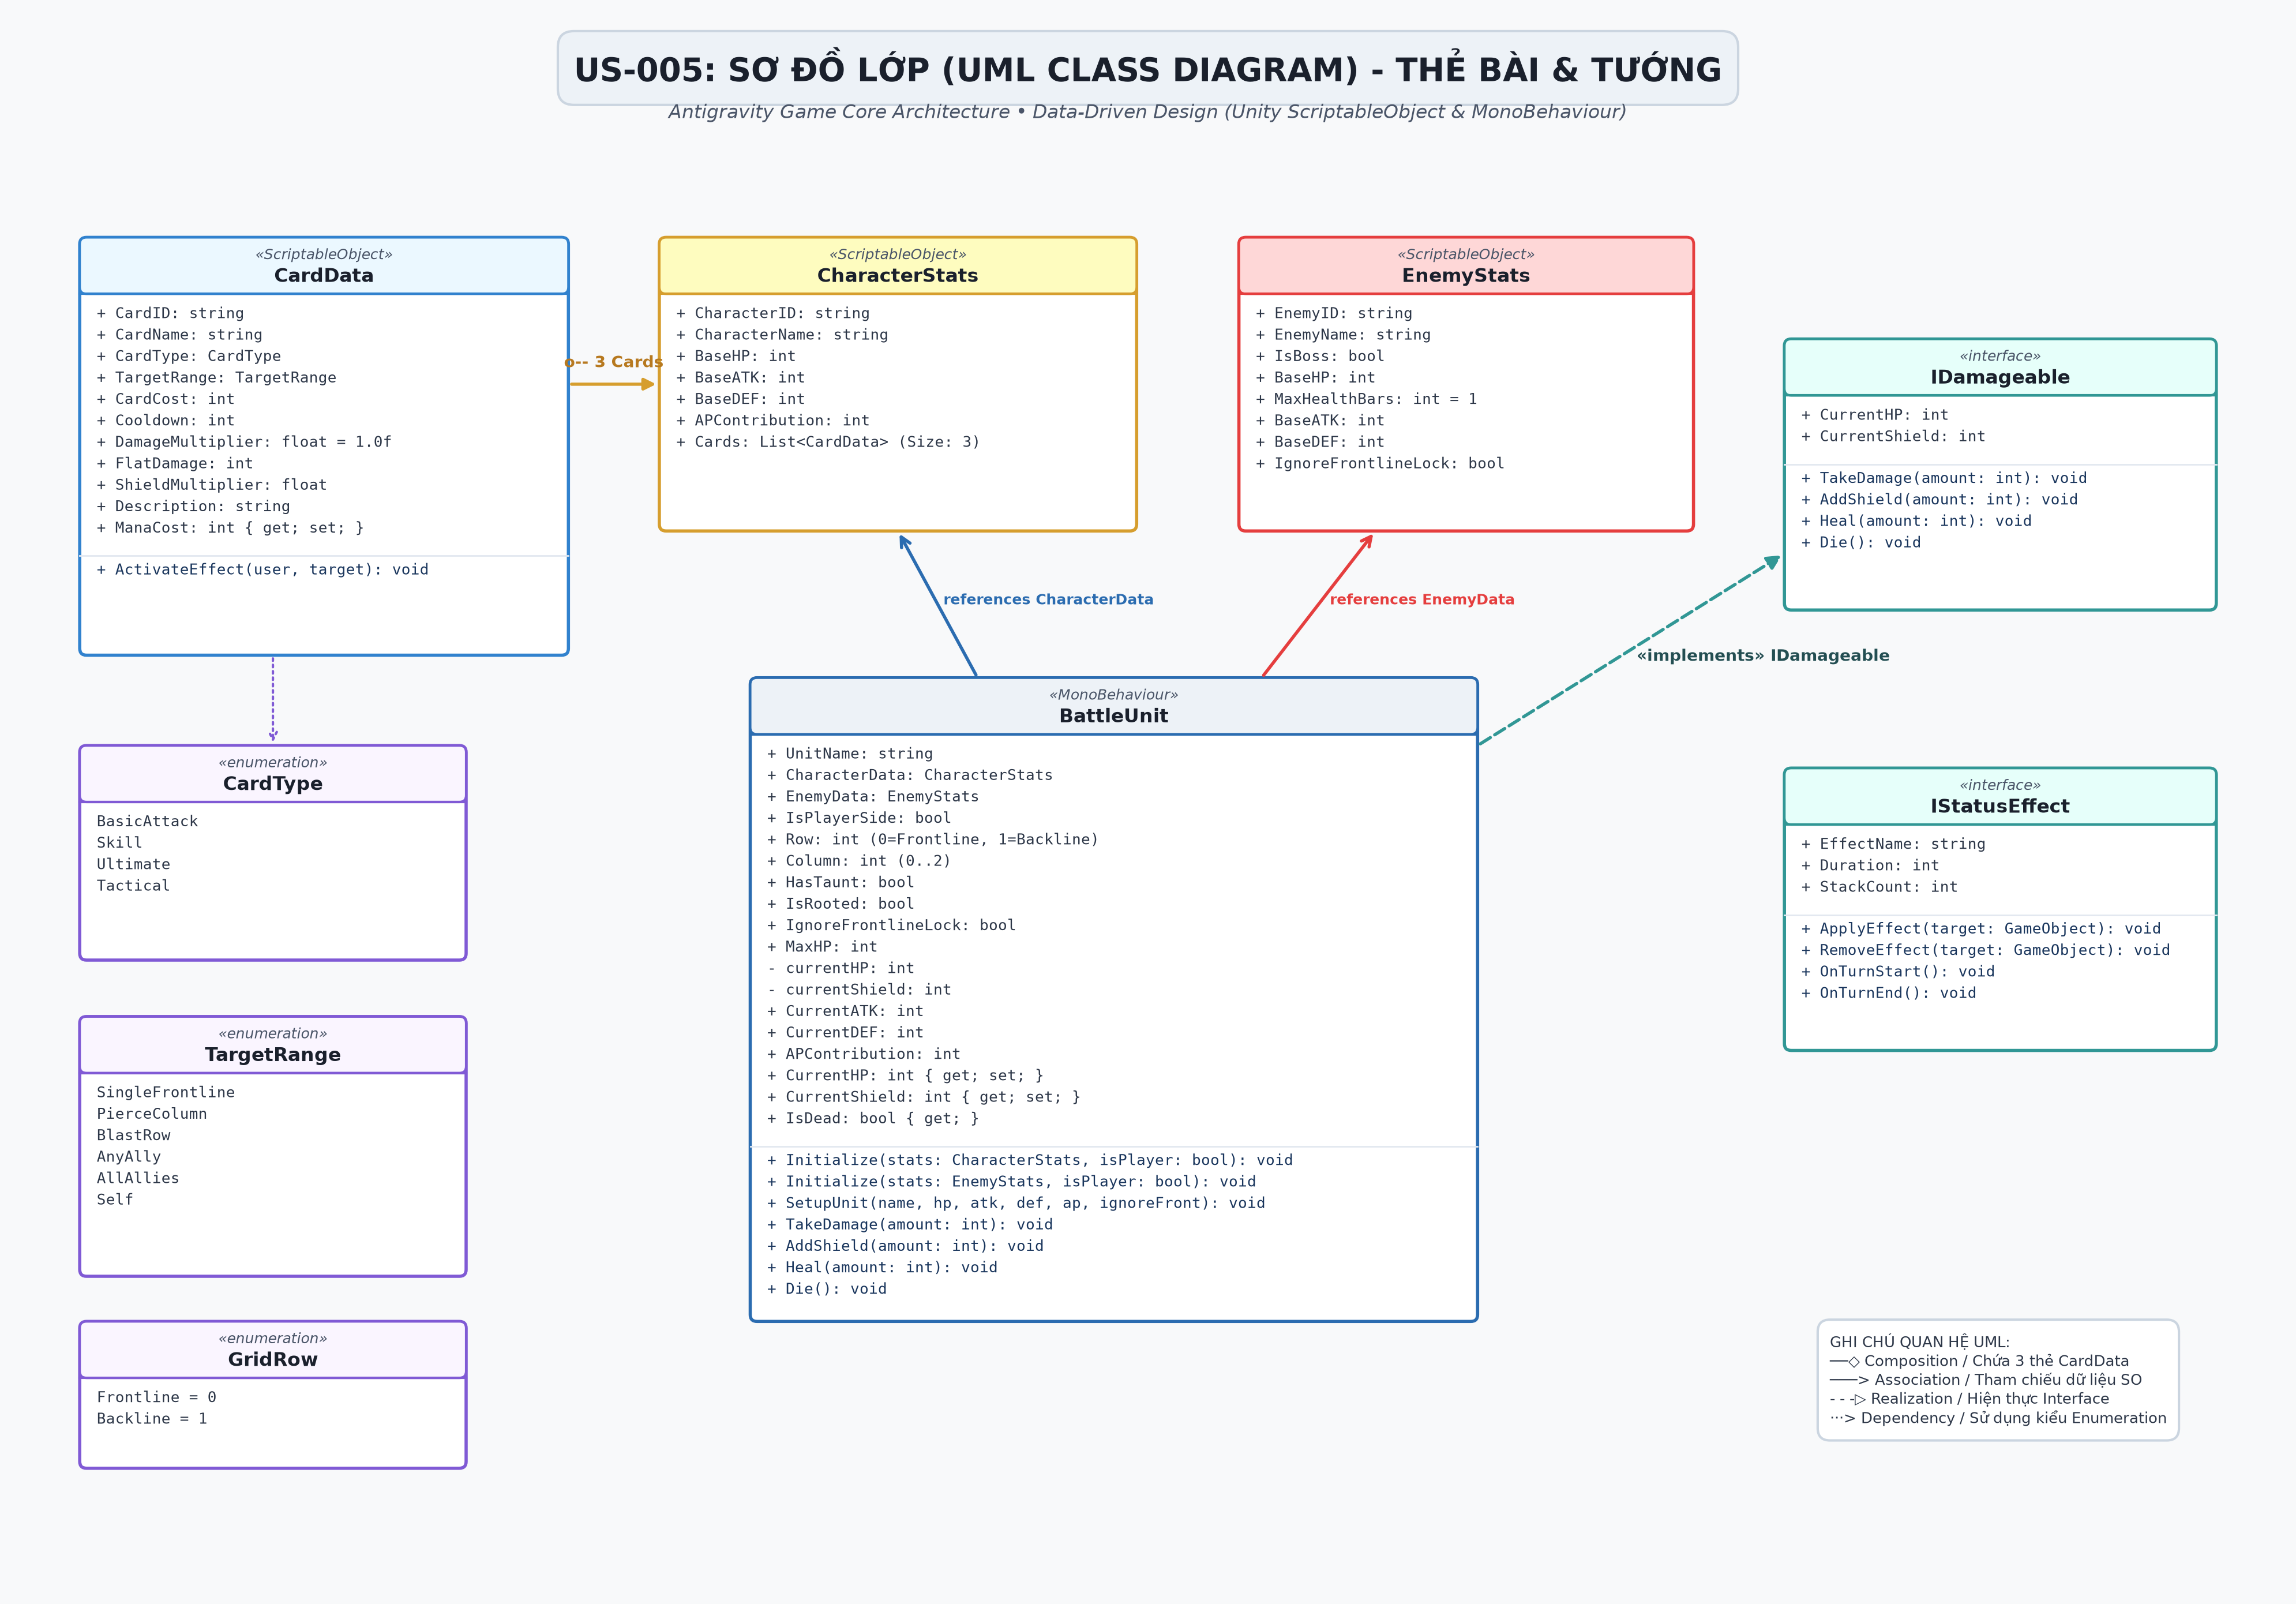 US-005: SƠ ĐỒ LỚP (UML CLASS DIAGRAM) - THẺ BÀI & TƯỚNG
Antigravity Game Core Architecture • Data-Driven Design (Unity ScriptableObject & MonoBehaviour)
«ScriptableObject»
CardData
+ CardID: string
+ CardName: string
+ CardType: CardType
+ TargetRange: TargetRange
+ CardCost: int
+ Cooldown: int
+ DamageMultiplier: float = 1.0f
+ FlatDamage: int
+ ShieldMultiplier: float
+ Description: string
+ ManaCost: int { get; set; }
+ ActivateEffect(user, target): void
o-- 3 Cards
«ScriptableObject»
CharacterStats
+ CharacterID: string
+ CharacterName: string
+ BaseHP: int
+ BaseATK: int
+ BaseDEF: int
+ APContribution: int
+ Cards: List<CardData> (Size: 3)
«ScriptableObject»
EnemyStats
+ EnemyID: string
+ EnemyName: string
+ IsBoss: bool
+ BaseHP: int
+ MaxHealthBars: int = 1
+ BaseATK: int
+ BaseDEF: int
+ IgnoreFrontlineLock: bool
«interface»
IDamageable
+ CurrentHP: int
+ CurrentShield: int
+ TakeDamage(amount: int): void
+ AddShield(amount: int): void
+ Heal(amount: int): void
+ Die(): void
references CharacterData
references EnemyData
«implements» IDamageable
«MonoBehaviour»
BattleUnit
+ UnitName: string
+ CharacterData: CharacterStats
+ EnemyData: EnemyStats
+ IsPlayerSide: bool
+ Row: int (0=Frontline, 1=Backline)
+ Column: int (0..2)
+ HasTaunt: bool
+ IsRooted: bool
+ IgnoreFrontlineLock: bool
+ MaxHP: int
- currentHP: int
- currentShield: int
+ CurrentATK: int
+ CurrentDEF: int
+ APContribution: int
+ CurrentHP: int { get; set; }
+ CurrentShield: int { get; set; }
+ IsDead: bool { get; }
+ Initialize(stats: CharacterStats, isPlayer: bool): void
+ Initialize(stats: EnemyStats, isPlayer: bool): void
+ SetupUnit(name, hp, atk, def, ap, ignoreFront): void
+ TakeDamage(amount: int): void
+ AddShield(amount: int): void
+ Heal(amount: int): void
+ Die(): void
«enumeration»
CardType
BasicAttack
Skill
Ultimate
Tactical
«enumeration»
TargetRange
SingleFrontline
PierceColumn
BlastRow
AnyAlly
AllAllies
Self
«enumeration»
GridRow
Frontline = 0
Backline = 1
«interface»
IStatusEffect
+ EffectName: string
+ Duration: int
+ StackCount: int
+ ApplyEffect(target: GameObject): void
+ RemoveEffect(target: GameObject): void
+ OnTurnStart(): void
+ OnTurnEnd(): void
GHI CHÚ QUAN HỆ UML:
──◇ Composition / Chứa 3 thẻ CardData
───> Association / Tham chiếu dữ liệu SO
- - -▷ Realization / Hiện thực Interface
···> Dependency / Sử dụng kiểu Enumeration